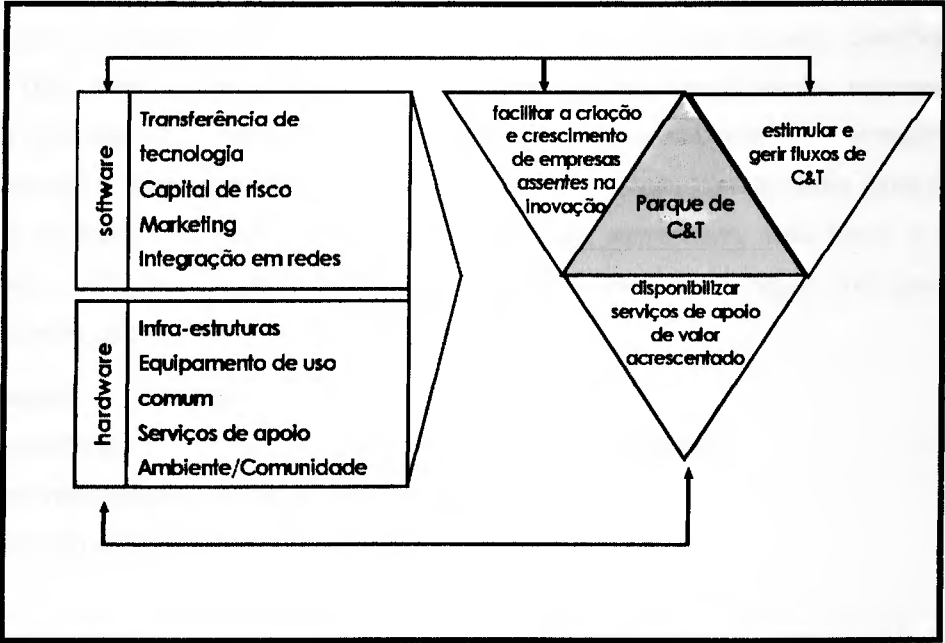 software
Transferência de
tecnologia
Capital de risco
Marketing
Integração em redes
hardware
Infra-estruturas
Equipamento de uso
comum
Serviços de apoio
Ambiente/Comunidade
facilitar a criação
e crescimento
de empresas
assentes na
inovação
Parque de
C&T
estimular e
gerir fluxos de
C&T
disponibilizar
serviços de apoio
de valor
acrescentado